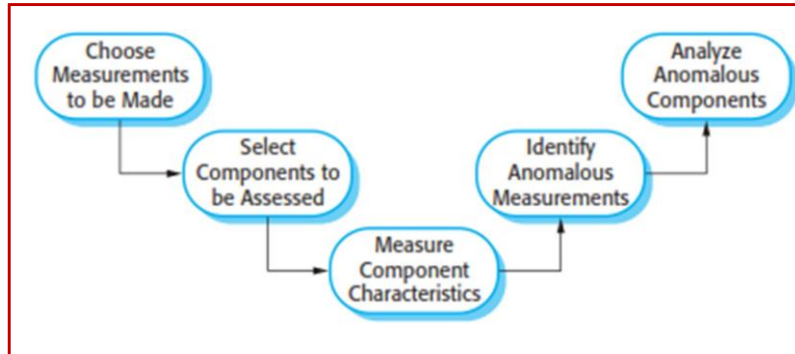 Choose
Measurements
to be Made
Select
Components to
be Assessed
Measure
Component
Characteristics
Identify
Anomalous
Measurements
Analyze
Anomalous
Components